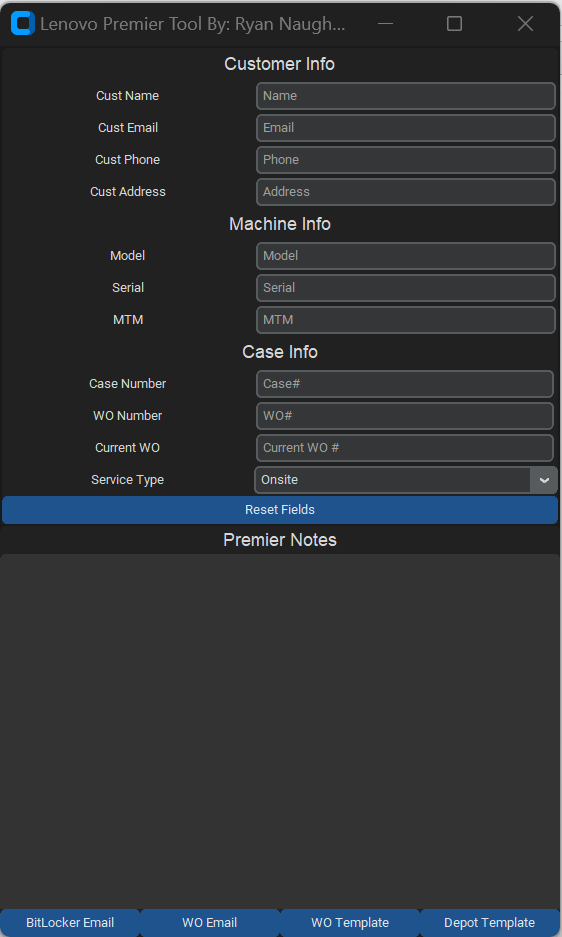 Lenovo Premier Tool By: Ryan Naugh...
Customer Info
Cust Name Name
Cust Email Email
Cust Phone Phone
Cust Address Address
Machine Info
Model Model
Serial Serial
MTM MTM
Case Info
Case Number Case#
WO Number WO#
Current WO Current WO #
Service Type Onsite
Reset Fields
Premier Notes
BitLocker Email WO Email WO Template Depot Template